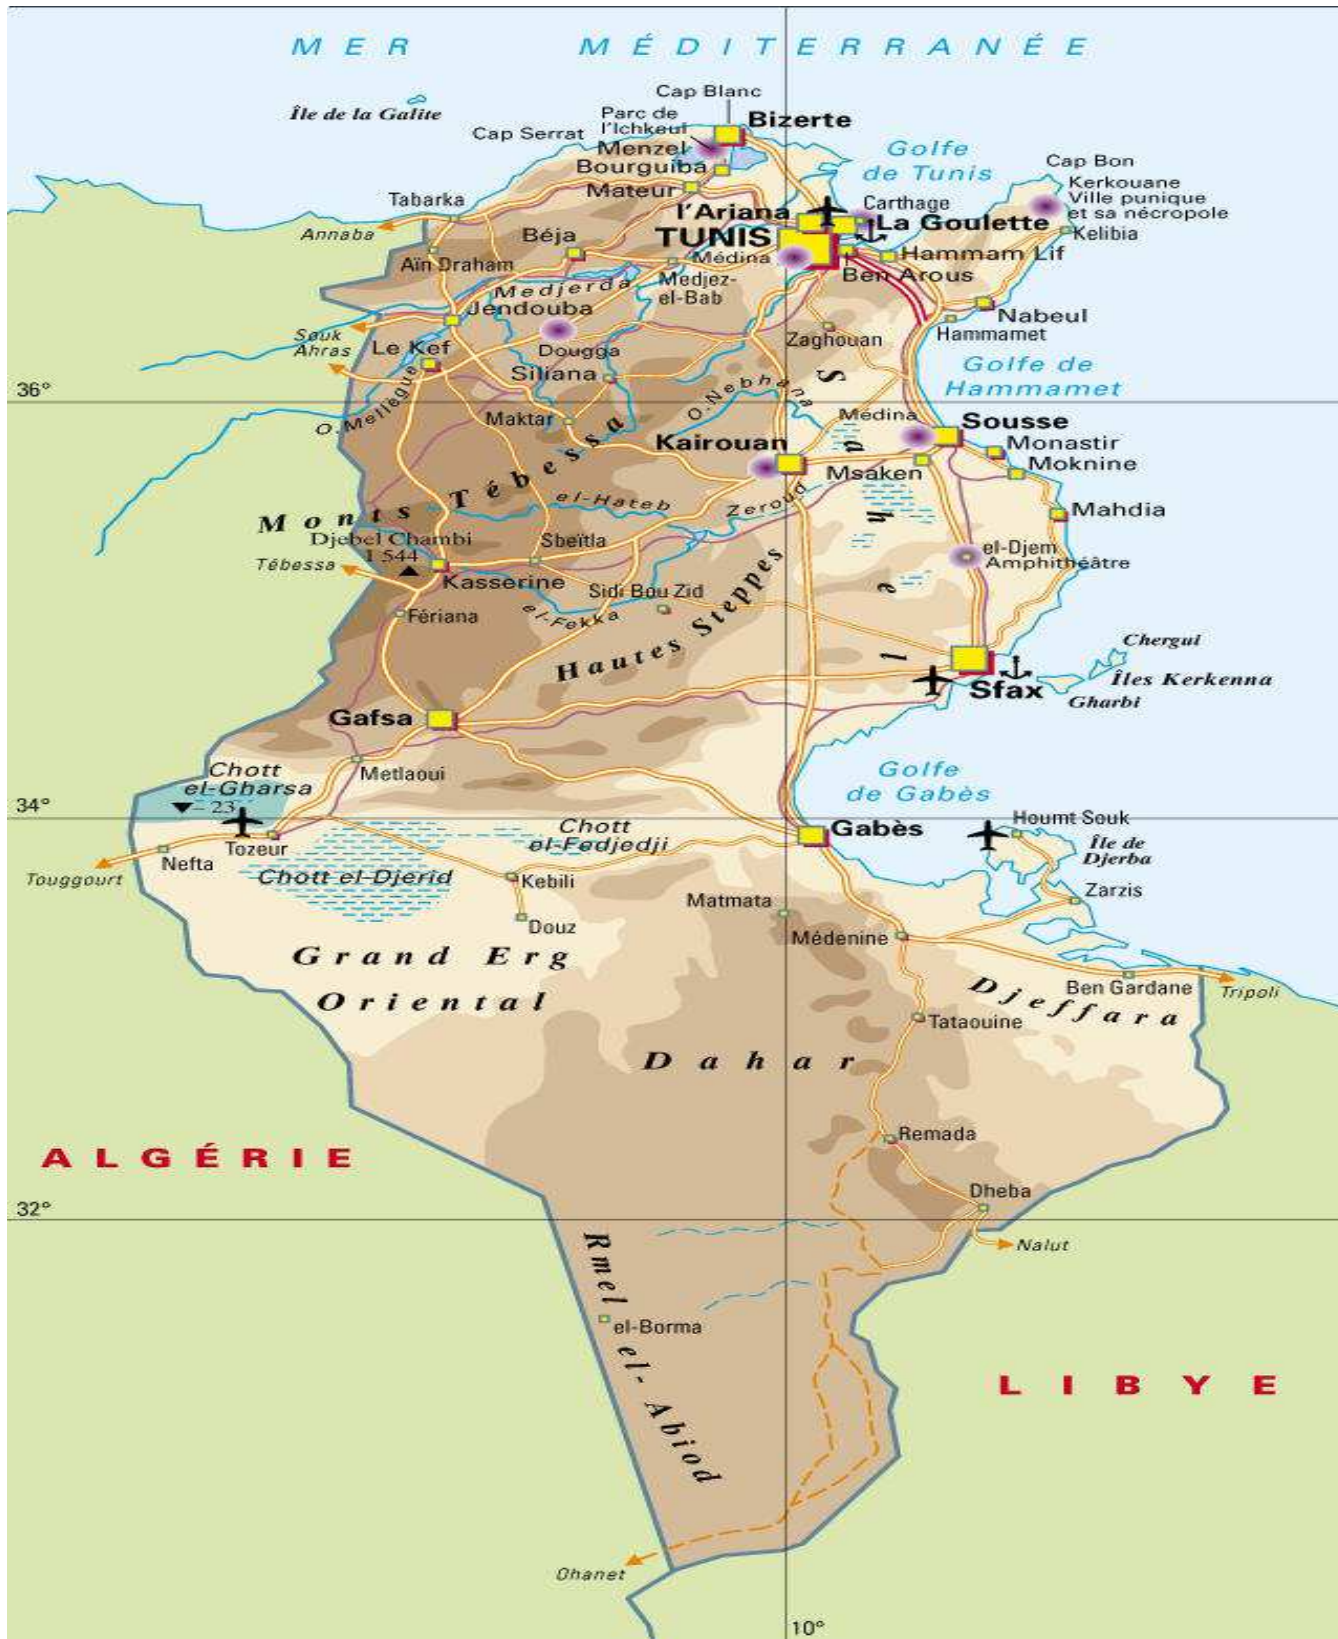 MER MÉDITERRANÉE
Cap Blanc
Île de la Galite
Parc de
l'Ichkeul
Bizerte
Cap Serrat
Menzel
Bourguiba
Golfe
de Tunis
Cap Bon
Mateur
Kerkouane
Ville punique
et sa nécropole
Tabarka
Carthage
l'Ariana
La Goulette
Annaba
Béja
TUNIS
Kelibia
Aïn Draham
Médina
Hammam Lif
Medjerda
Medjez-
el-Bab
Ben Arous
Jendouba
Nabeul
Souk
Ahras
Le Kef
Dougga
Zaghouan
Hammamet
Siliana
Golfe de
Hammamet
36°
O. Mellègue
O. Nebhana
Maktar
Médina
Sousse
Kairouan
Monastir
Msaken
Moknine
Monts Tébessa
el-Hateb
Zeroud
Mahdia
Sahel
Djebel Chambi
1 544
Sbeïtla
el-Djem
Amphithéâtre
Tébessa
Kasserine
Sidi Bou Zid
Fériana
el-Fekka
Hautes Steppes
Chergui
Îles Kerkenna
Sfax
Gharbi
Gafsa
Chott
el-Gharsa
Metlaoui
Golfe
de Gabès
34°
– 23
Chott
el-Fedjedji
Gabès
Houmt Souk
Île de
Djerba
Nefta
Tozeur
Touggourt
Chott el-Djerid
Kebili
Zarzis
Matmata
Douz
Médenine
Grand Erg
Oriental
Djeffara
Ben Gardane
Tripoli
Tataouine
Dahar
Remada
ALGÉRIE
Dheba
32°
Nalut
Rmel el-Abiod
el-Borma
LIBYE
Dhanet
10°